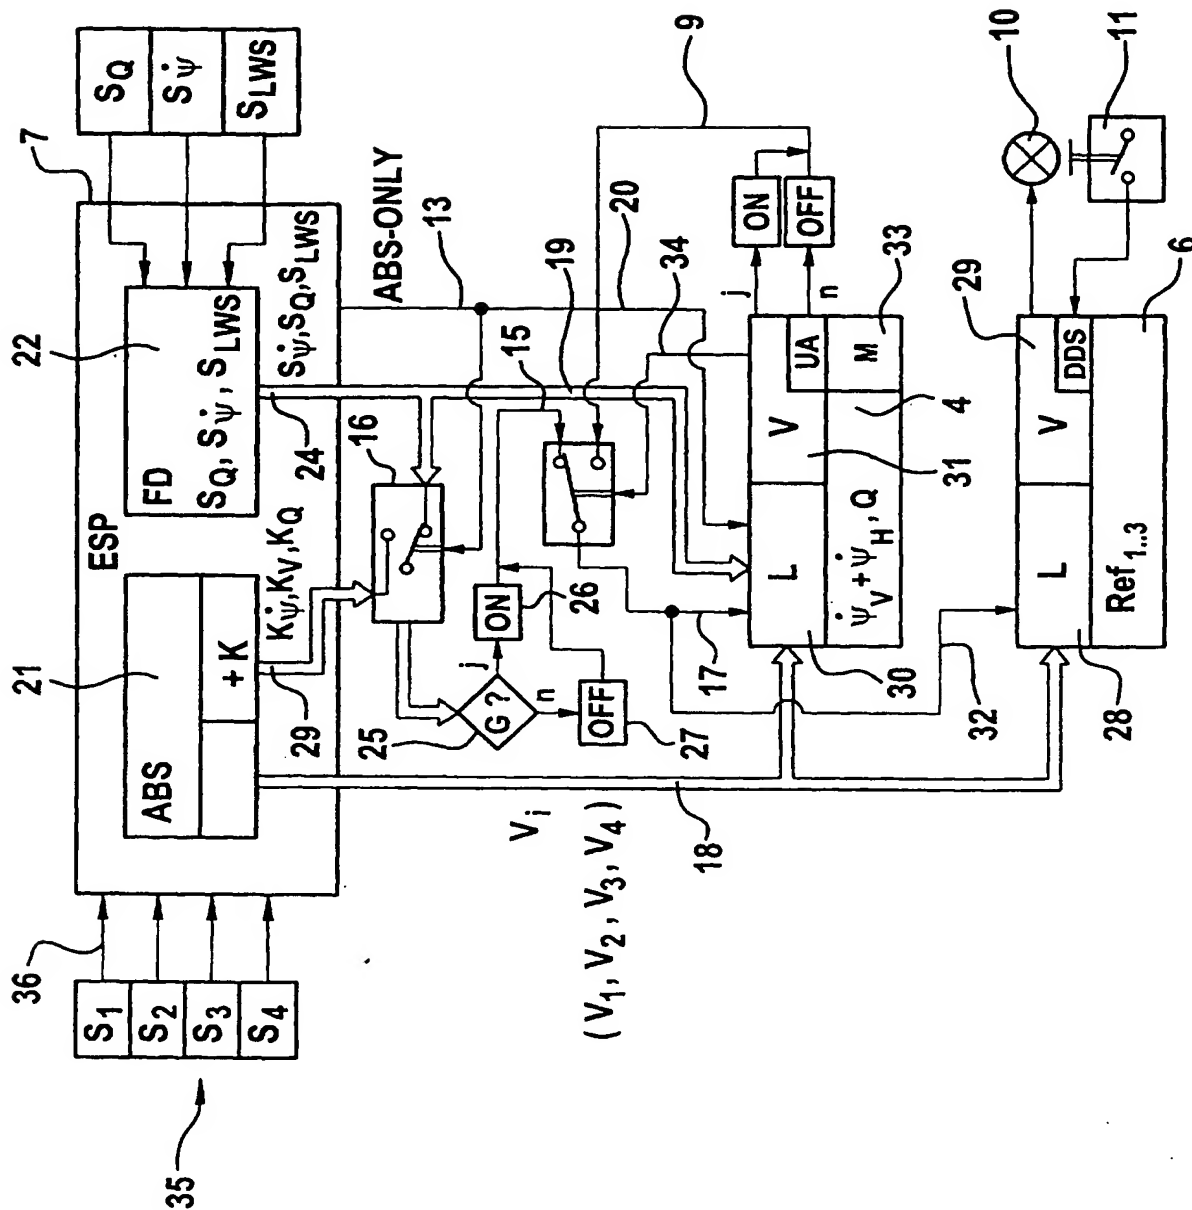 35
36
S1
S2
S3
S4
ESP
7
21
ABS
+K
22
FD
SQ, Sψ̇, SLWS
SQ
Sψ̇
SLWS
29
Kψ̇, KV, KQ
24
Sψ̇, SQ, SLWS
ABS-ONLY
13
16
25
G?
j
n
ON
26
OFF
27
15
19
20
34
9
Vi
(V1, V2, V3, V4)
18
17
32
L
V
UA
30
ψ̇V+ψ̇H, Q
31
4
M
33
j
n
ON
OFF
28
L
V
DDS
29
Ref1..3
6
10
11